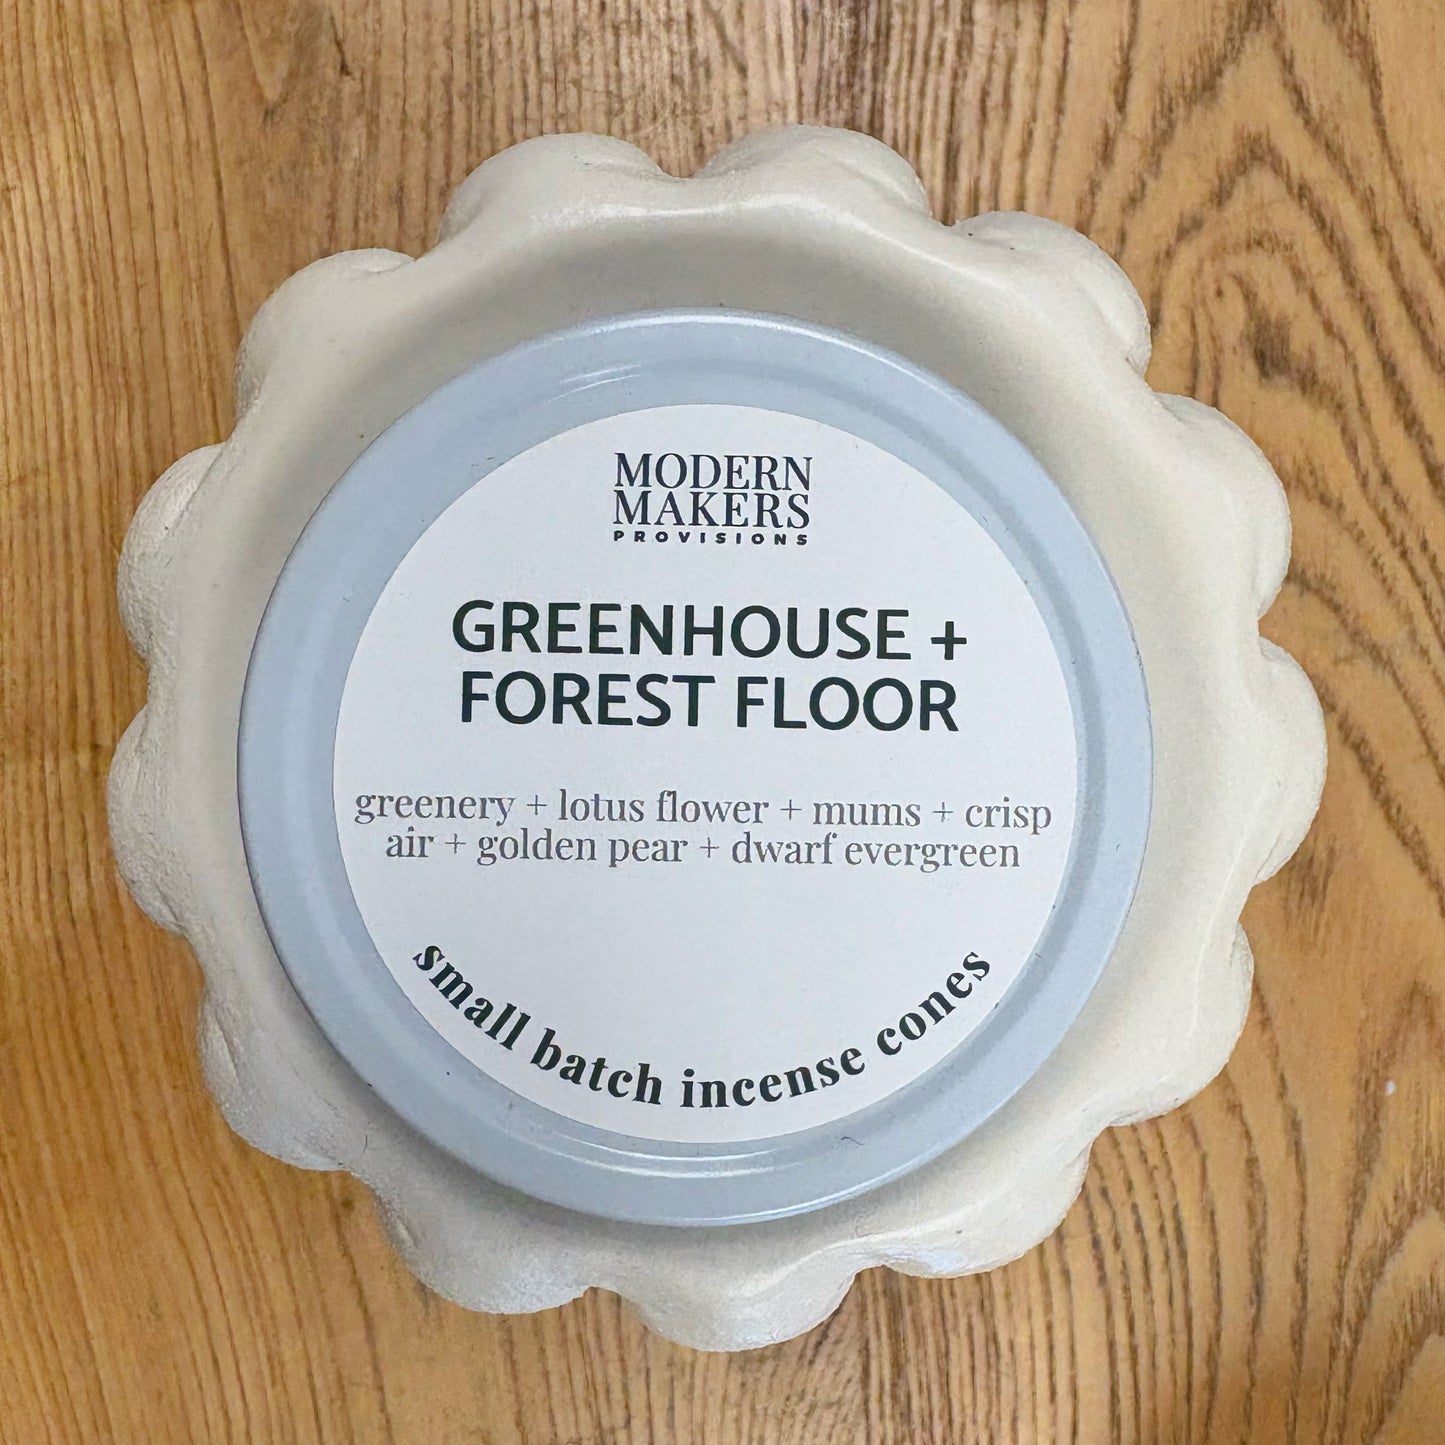 MODERN
MAKERS
PROVISIONS
GREENHOUSE +
FOREST FLOOR
greenery + lotus flower + mums + crisp
air + golden pear + dwarf evergreen
small batch incense cones